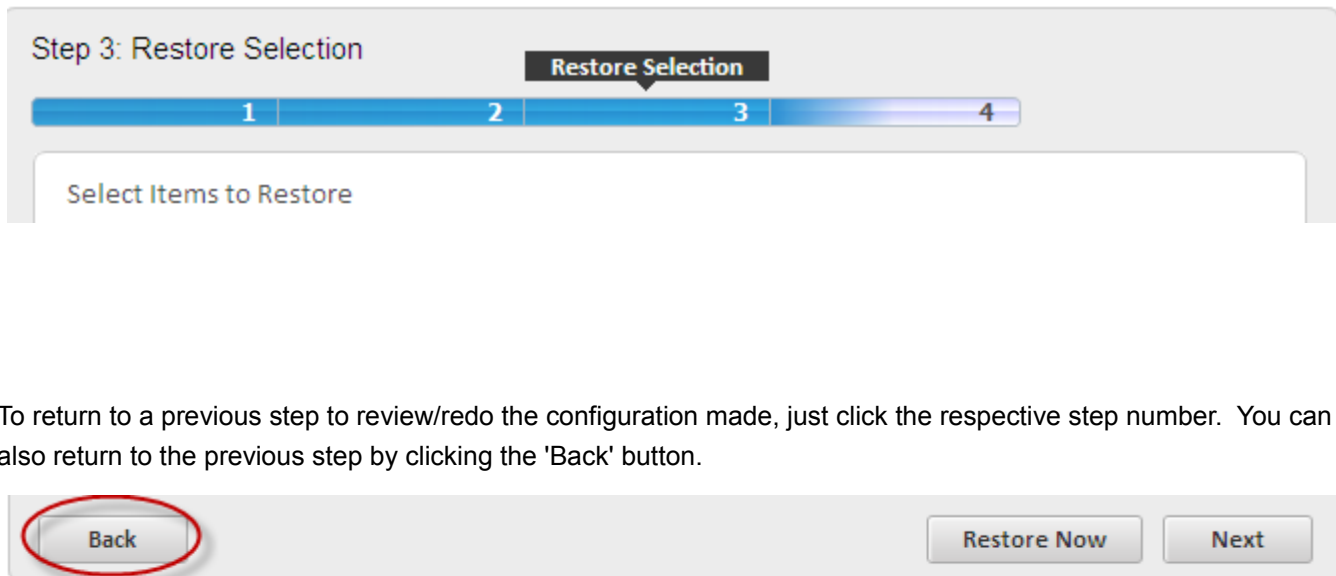 Step 3: Restore Selection
Restore Selection
1 2 3 4
Select Items to Restore
To return to a previous step to review/redo the configuration made, just click the respective step number.  You can
also return to the previous step by clicking the 'Back' button.
Back Restore Now Next